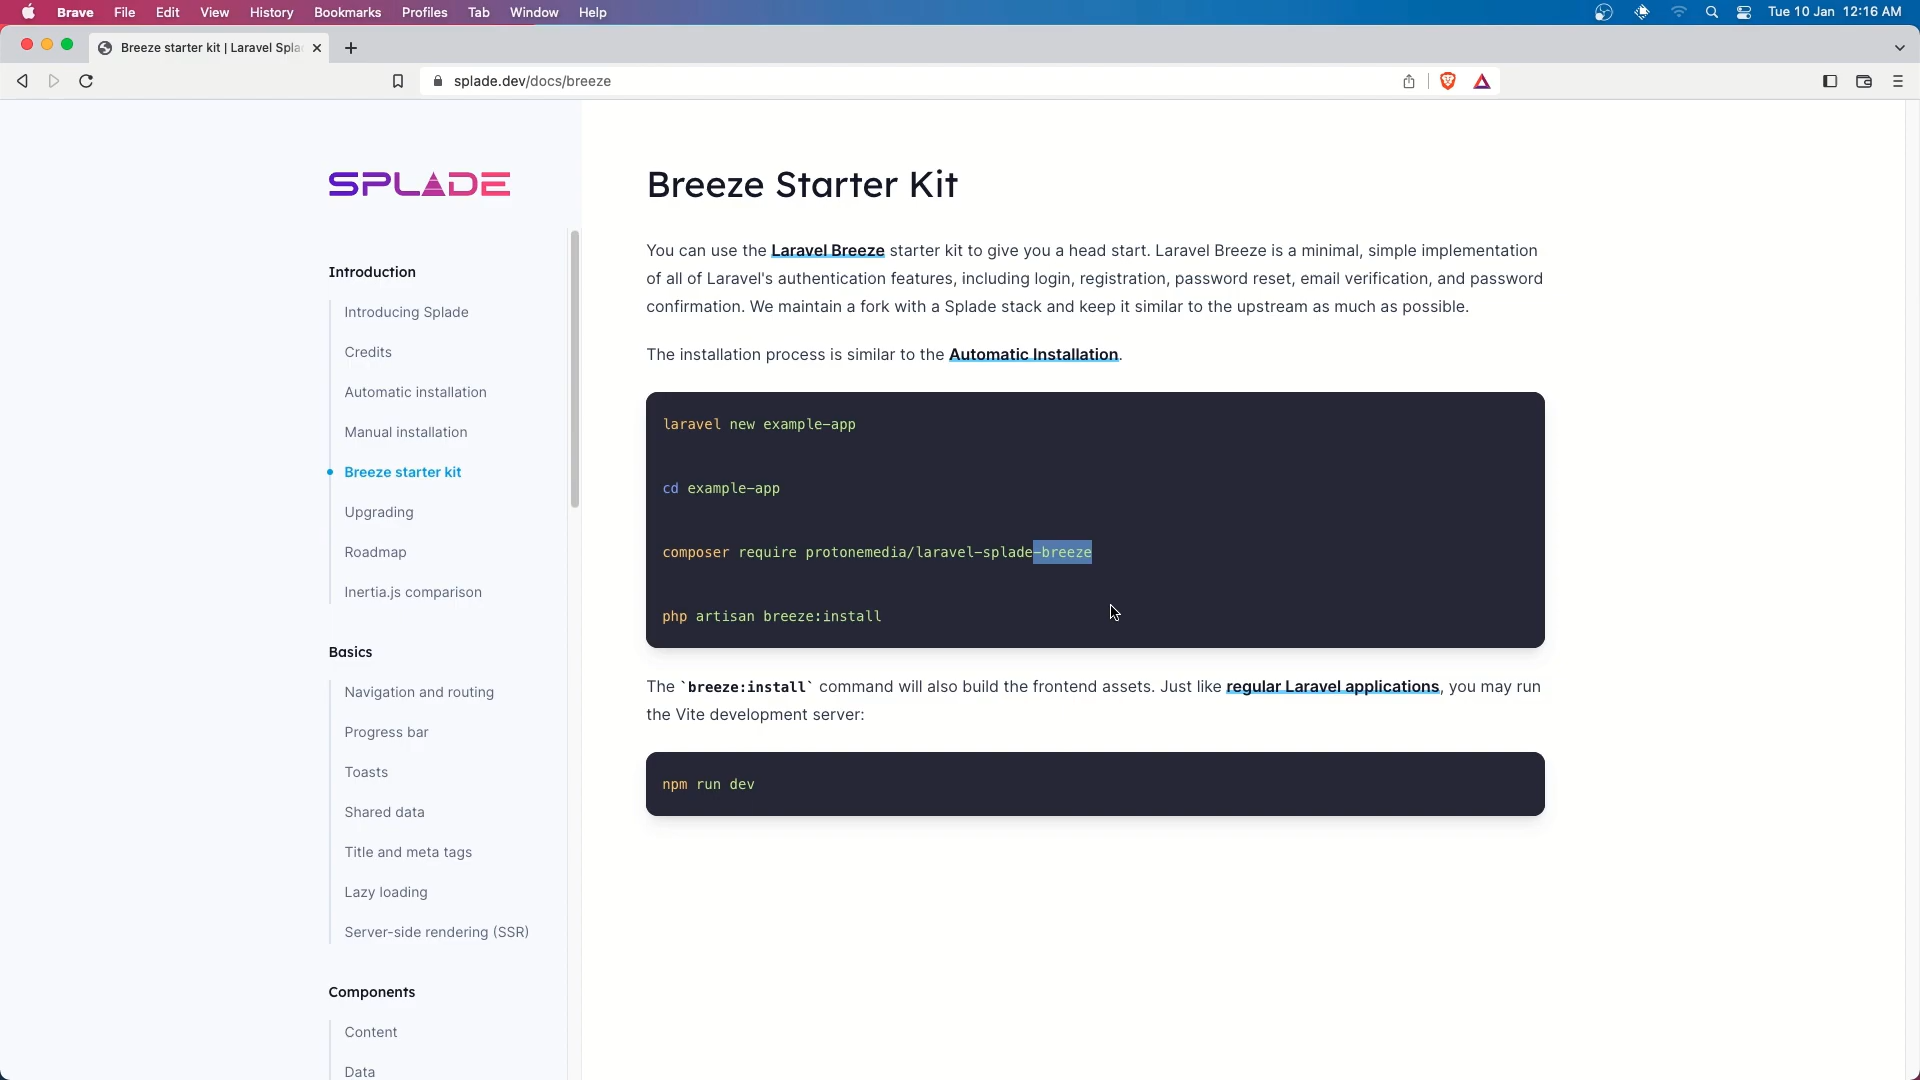 Brave File Edit View History Bookmarks Profiles Tab Window Help Tue 10 Jan 12:16 AM
Breeze starter kit | Laravel Spla
splade.dev/docs/breeze
SPLADE
Introduction
Introducing Splade
Credits
Automatic installation
Manual installation
Breeze starter kit
Upgrading
Roadmap
Inertia.js comparison
Basics
Navigation and routing
Progress bar
Toasts
Shared data
Title and meta tags
Lazy loading
Server-side rendering (SSR)
Components
Content
Data
Breeze Starter Kit
You can use the Laravel Breeze starter kit to give you a head start. Laravel Breeze is a minimal, simple implementation
of all of Laravel's authentication features, including login, registration, password reset, email verification, and password
confirmation. We maintain a fork with a Splade stack and keep it similar to the upstream as much as possible.
The installation process is similar to the Automatic Installation.
laravel new example-app
cd example-app
composer require protonemedia/laravel-splade-breeze
php artisan breeze:install
The `breeze:install` command will also build the frontend assets. Just like regular Laravel applications, you may run
the Vite development server:
npm run dev